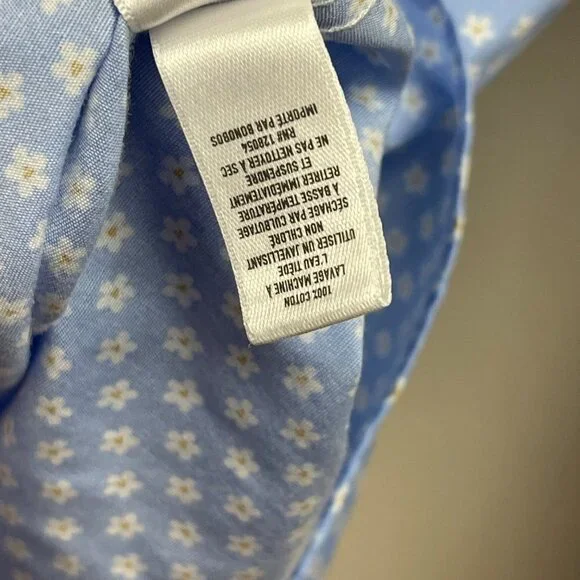 100% COTON
LAVAGE MACHINE À
L'EAU TIÈDE
UTILISER UN JAVELLISANT
NON CHLORÉ
SÉCHAGE PAR CULBUTAGE
À BASSE TEMPÉRATURE
RETIRER IMMÉDIATEMENT
ET SUSPENDRE
NE PAS NETTOYER À SEC
RN# 128054
IMPORTÉ PAR BONOBOS